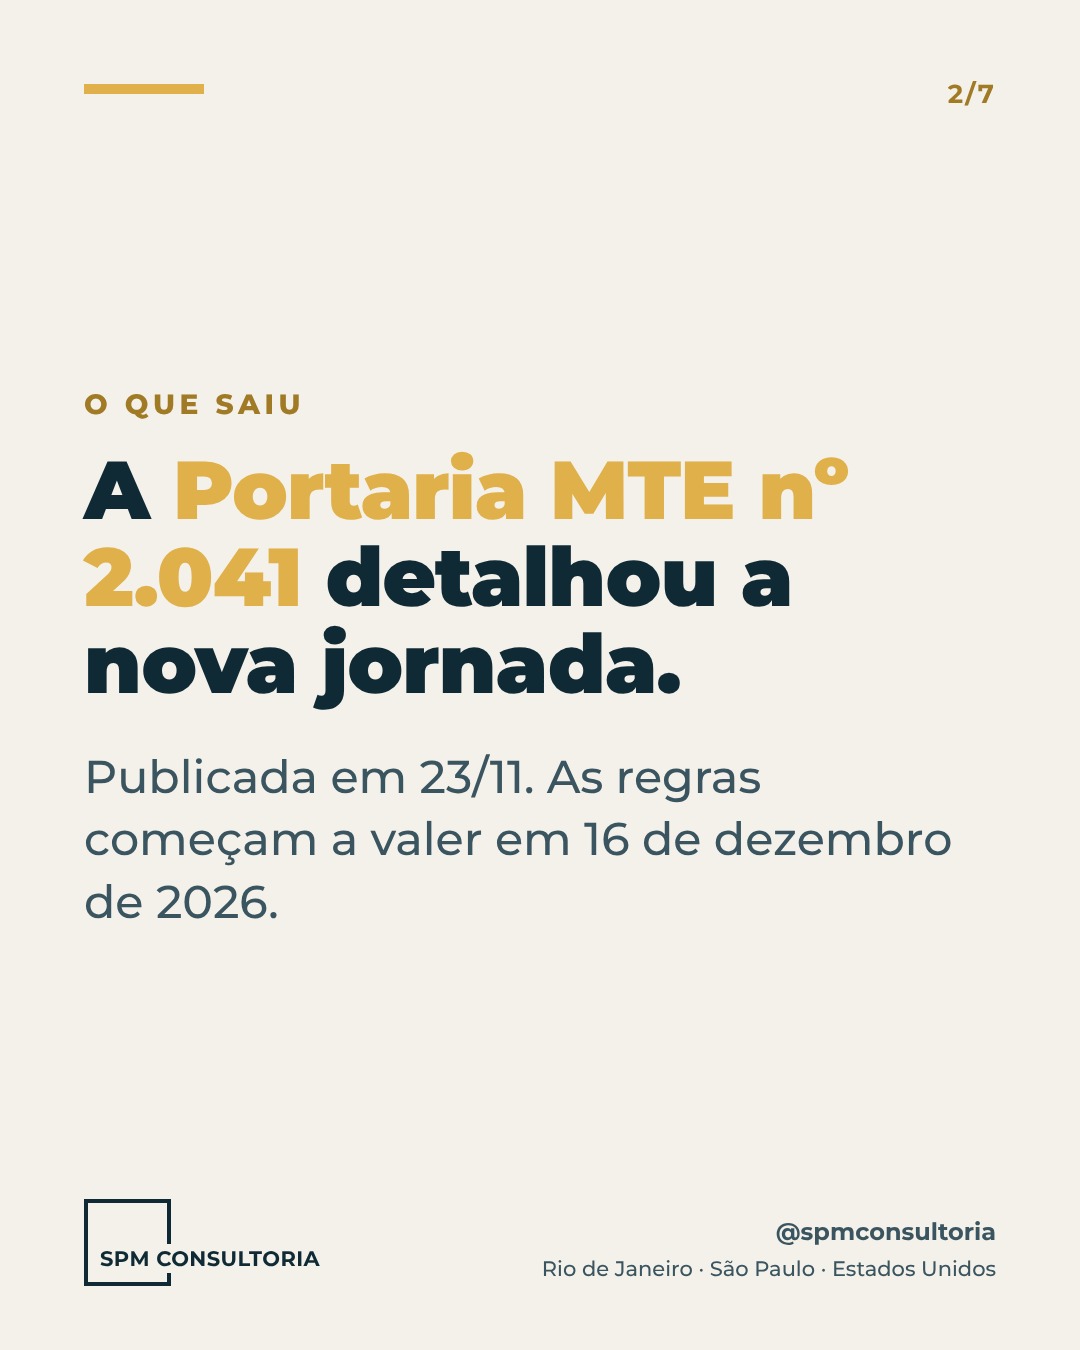 2/7
O QUE SAIU
A Portaria MTE nº
2.041 detalhou a
nova jornada.
Publicada em 23/11. As regras
começam a valer em 16 de dezembro
de 2026.
SPM CONSULTORIA
@spmconsultoria
Rio de Janeiro · São Paulo · Estados Unidos